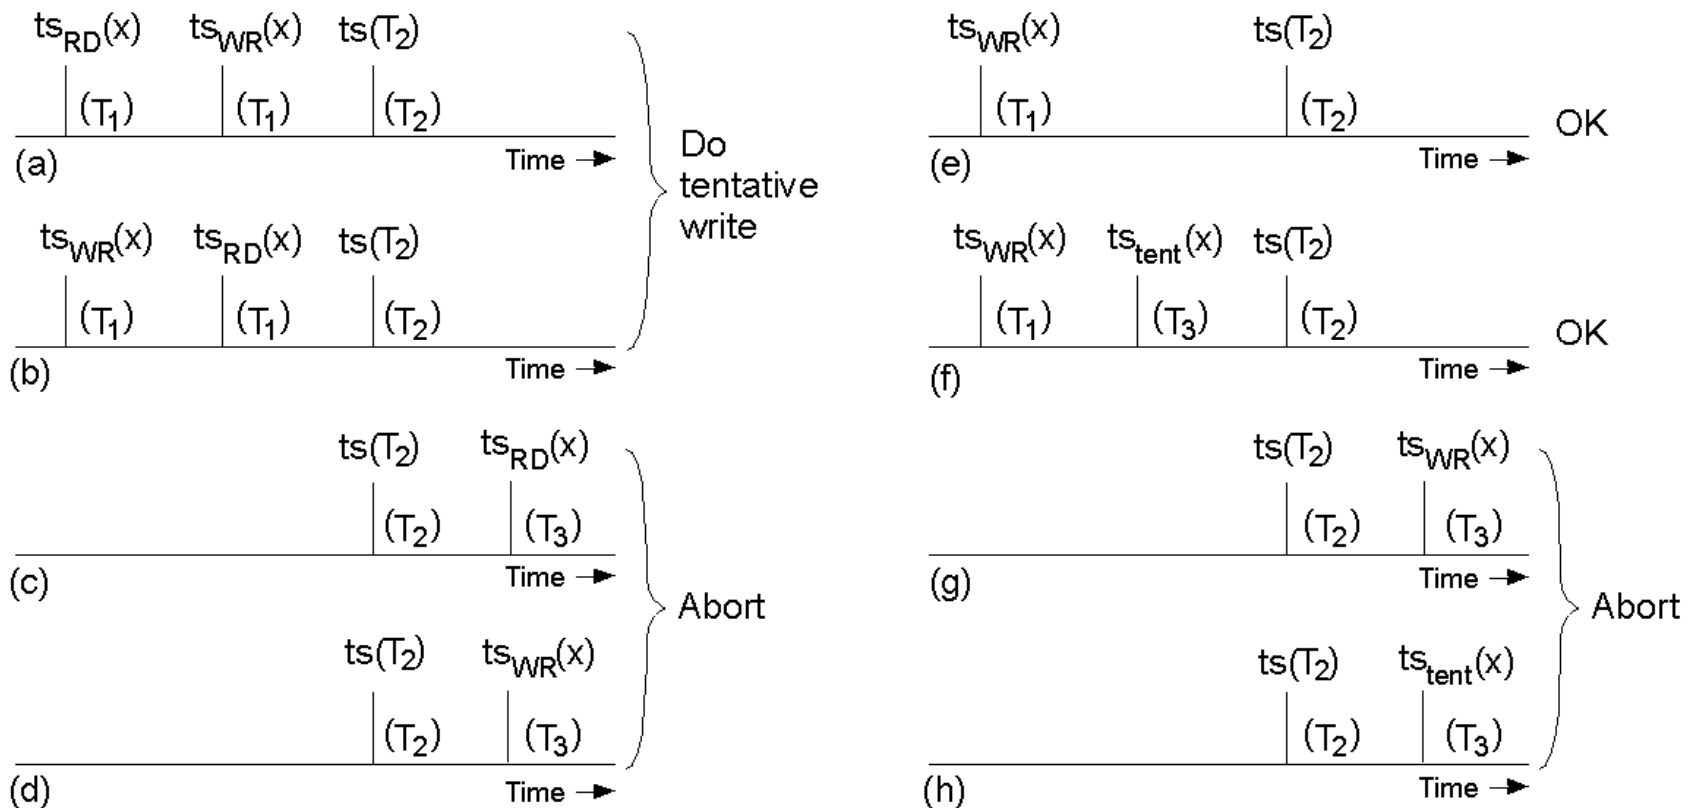 ts_RD(x) ts_WR(x) ts(T_2)
(T_1) (T_1) (T_2)
Time
(a)
ts_WR(x) ts_RD(x) ts(T_2)
(T_1) (T_1) (T_2)
Time
(b)
Do
tentative
write
ts(T_2) ts_RD(x)
(T_2) (T_3)
Time
(c)
ts(T_2) ts_WR(x)
(T_2) (T_3)
Time
(d)
Abort
ts_WR(x) ts(T_2)
(T_1) (T_2)
OK
Time
(e)
ts_WR(x) ts_tent(x) ts(T_2)
(T_1) (T_3) (T_2)
OK
Time
(f)
ts(T_2) ts_WR(x)
(T_2) (T_3)
Time
(g)
ts(T_2) ts_tent(x)
(T_2) (T_3)
Time
(h)
Abort